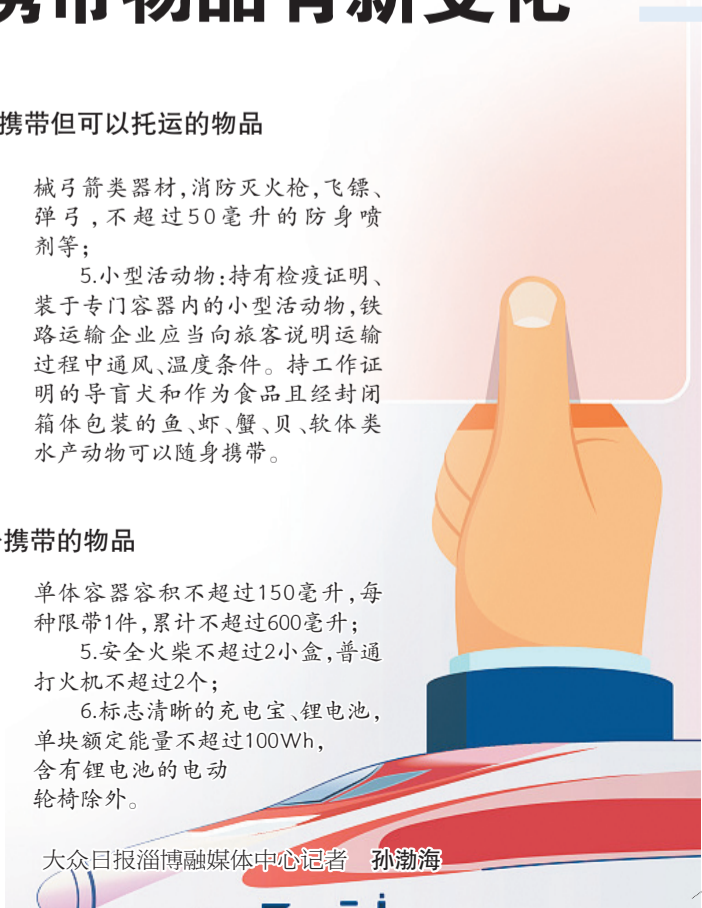 携带物品有新变化
携带但可以托运的物品
械弓箭类器材,消防灭火枪,飞镖、
弹弓,不超过50毫升的防身喷
剂等;
5.小型活动物:持有检疫证明、
装于专门容器内的小型活动物,铁
路运输企业应当向旅客说明运输
过程中通风、温度条件。持工作证
明的导盲犬和作为食品且经封闭
箱体包装的鱼、虾、蟹、贝、软体类
水产动物可以随身携带。
携带的物品
单体容器容积不超过150毫升,每
种限带1件,累计不超过600毫升;
5.安全火柴不超过2小盒,普通
打火机不超过2个;
6.标志清晰的充电宝、锂电池,
单块额定能量不超过100Wh,
含有锂电池的电动
轮椅除外。
大众日报淄博融媒体中心记者 孙渤海